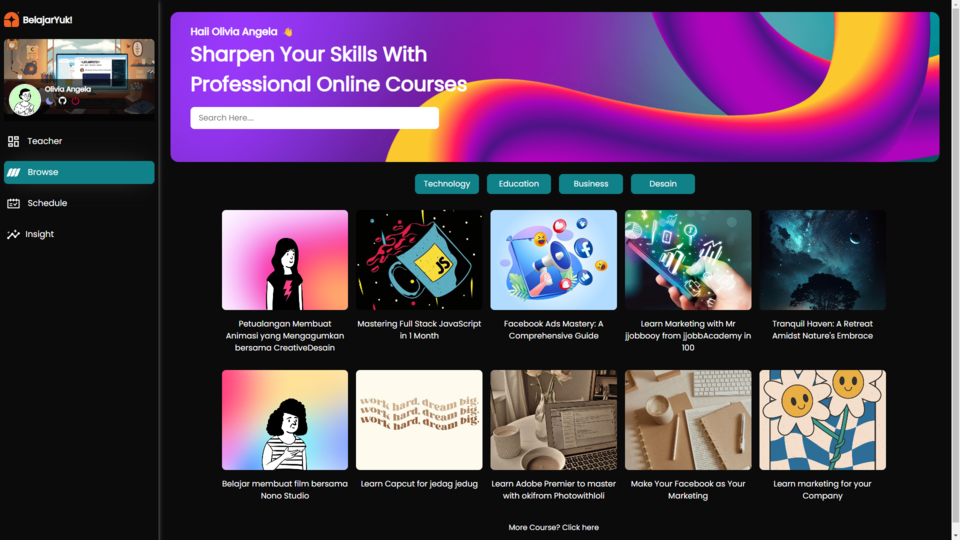 BelajarYuk!
Olivia Angela
Teacher
Browse
Schedule
Insight
Haii Olivia Angela 👋
Sharpen Your Skills With
Professional Online Courses
Search Here....
Technology
Education
Business
Desain
JS
Petualangan Membuat
Animasi yang Mengagumkan
bersama CreativeDesain
Mastering Full Stack JavaScript
in 1 Month
Facebook Ads Mastery: A
Comprehensive Guide
Learn Marketing with Mr
jjobbooy from jjobbAcademy in
100
Tranquil Haven: A Retreat
Amidst Nature's Embrace
work hard. dream big.
work hard. dream big.
work hard. dream big.
Belajar membuat film bersama
Nono Studio
Learn Capcut for jedag jedug
Learn Adobe Premier to master
with okifrom Photowithloli
Make Your Facebook as Your
Marketing
Learn marketing for your
Company
More Course? Click here